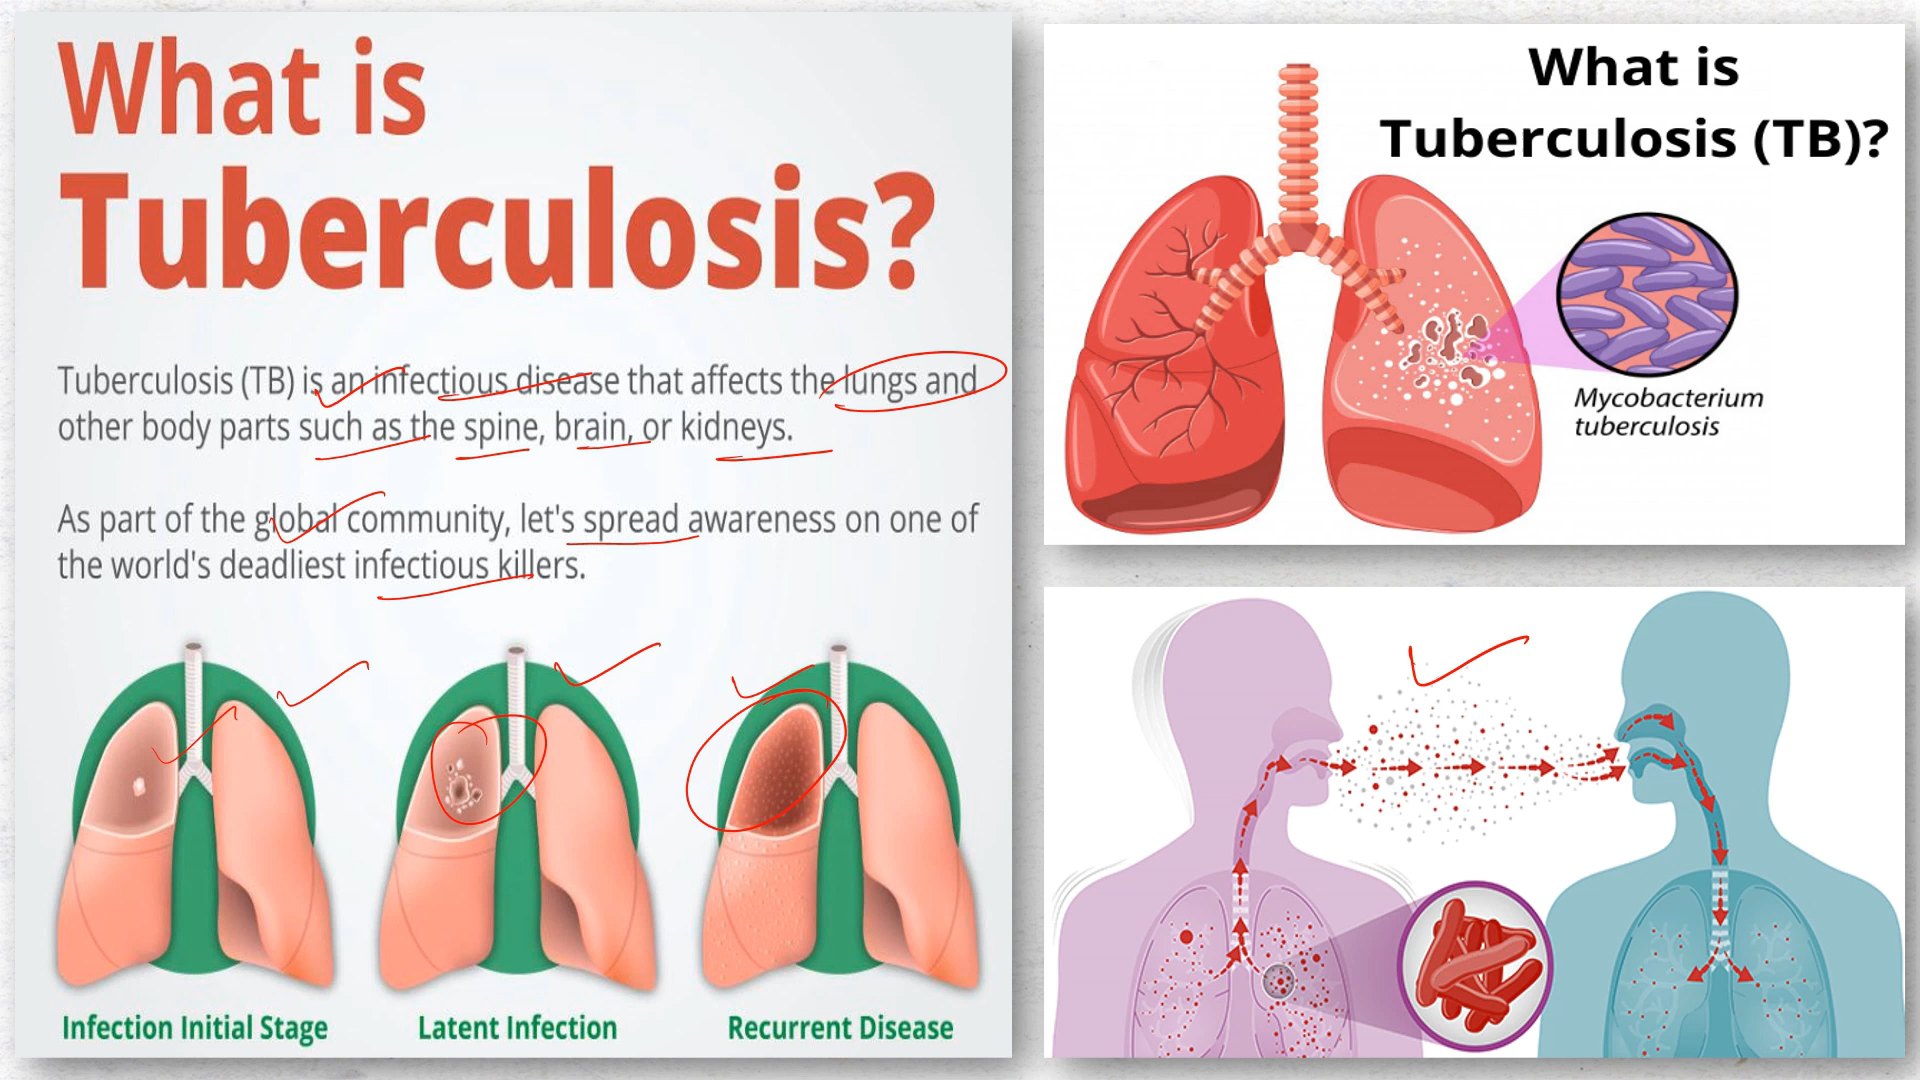 What is
Tuberculosis?
Tuberculosis (TB) is an infectious disease that affects the lungs and
other body parts such as the spine, brain, or kidneys.
As part of the global community, let's spread awareness on one of
the world's deadliest infectious killers.
Infection Initial Stage
Latent Infection
Recurrent Disease
What is
Tuberculosis (TB)?
Mycobacterium
tuberculosis